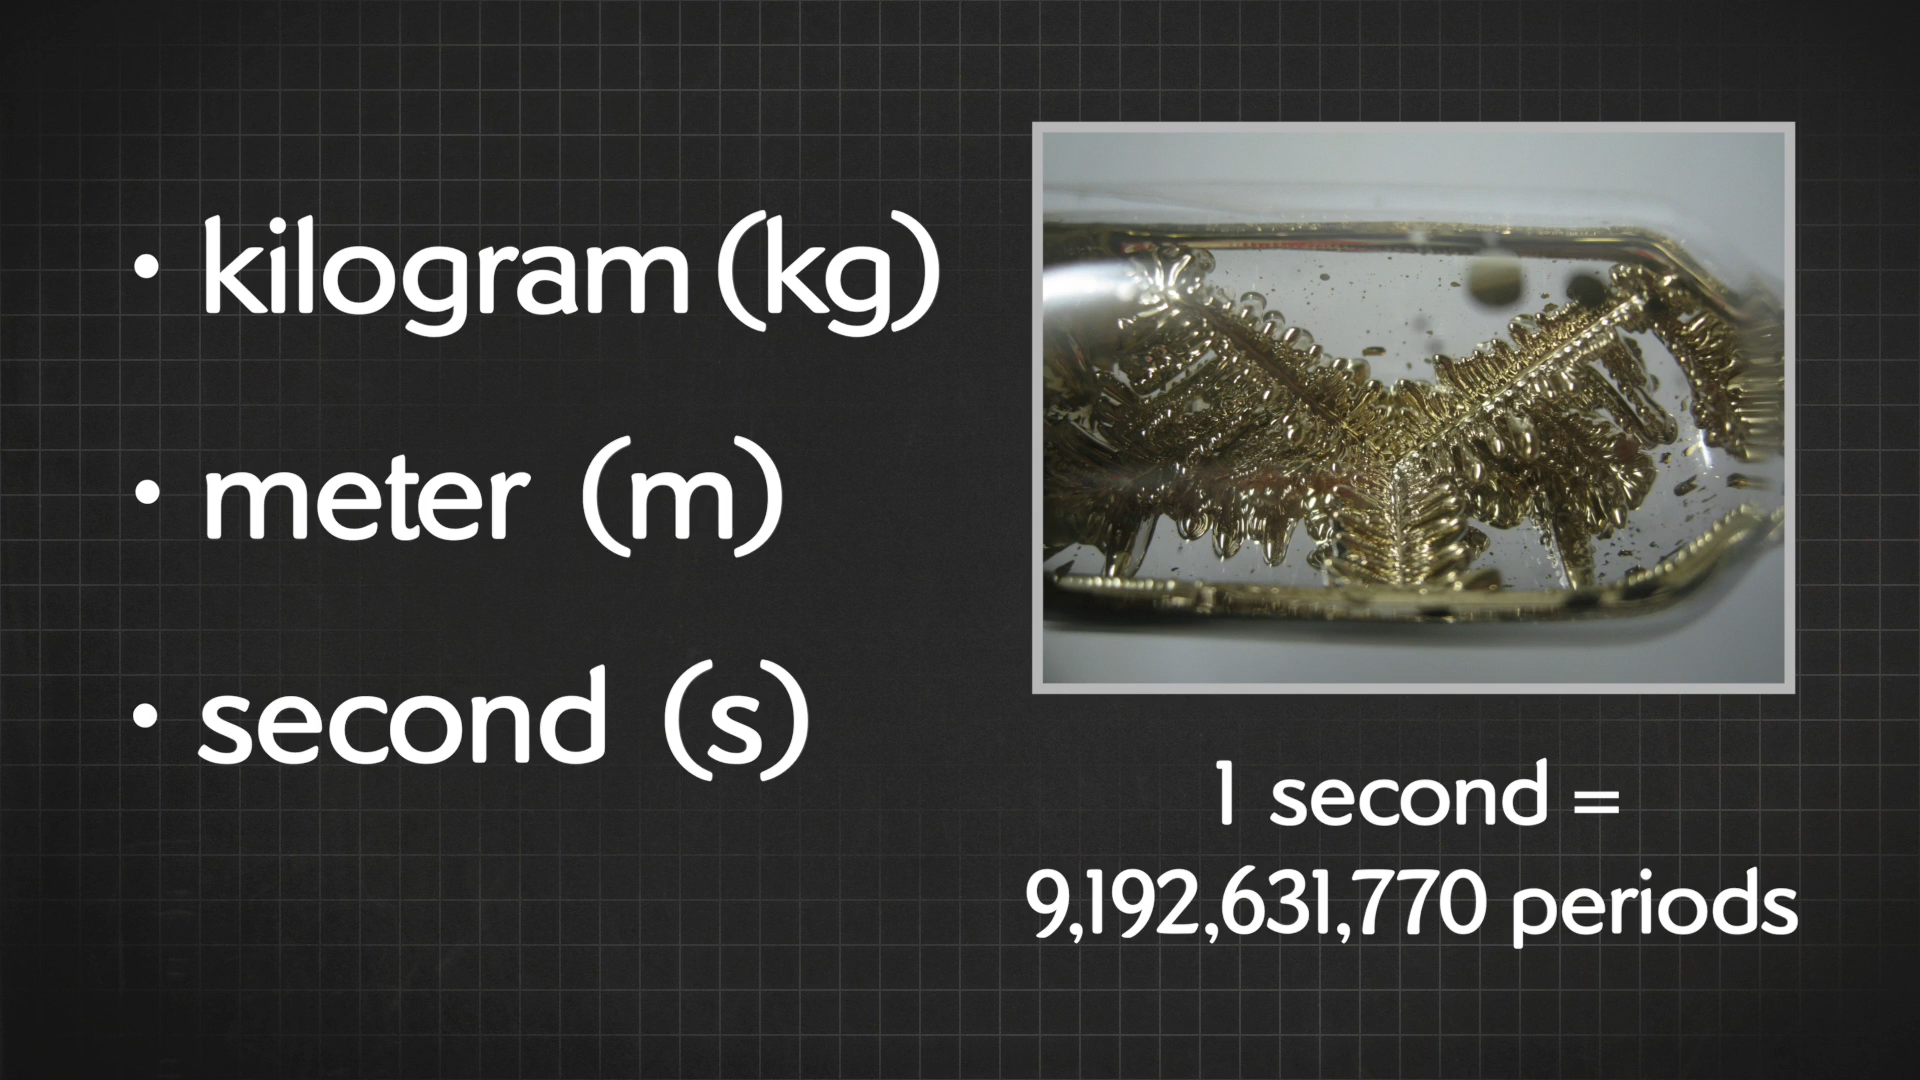 • kilogram (kg)
• meter (m)
• second (s)
1 second =
9,192,631,770 periods